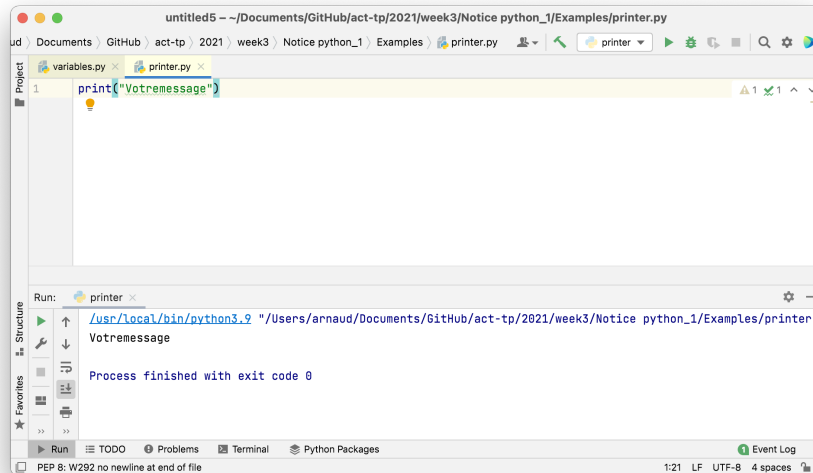 untitled5 – ~/Documents/GitHub/act-tp/2021/week3/Notice python_1/Examples/printer.py
ud 〉 Documents 〉 GitHub 〉 act-tp 〉 2021 〉 week3 〉 Notice python_1 〉 Examples 〉 printer.py printer
Project
variables.py × printer.py ×
1 print("Votremessage") 1 1
Run: printer ×
Structure
Favorites
/usr/local/bin/python3.9 "/Users/arnaud/Documents/GitHub/act-tp/2021/week3/Notice python_1/Examples/printer
Votremessage
Process finished with exit code 0
Run TODO Problems Terminal Python Packages 1 Event Log
PEP 8: W292 no newline at end of file 1:21 LF UTF-8 4 spaces